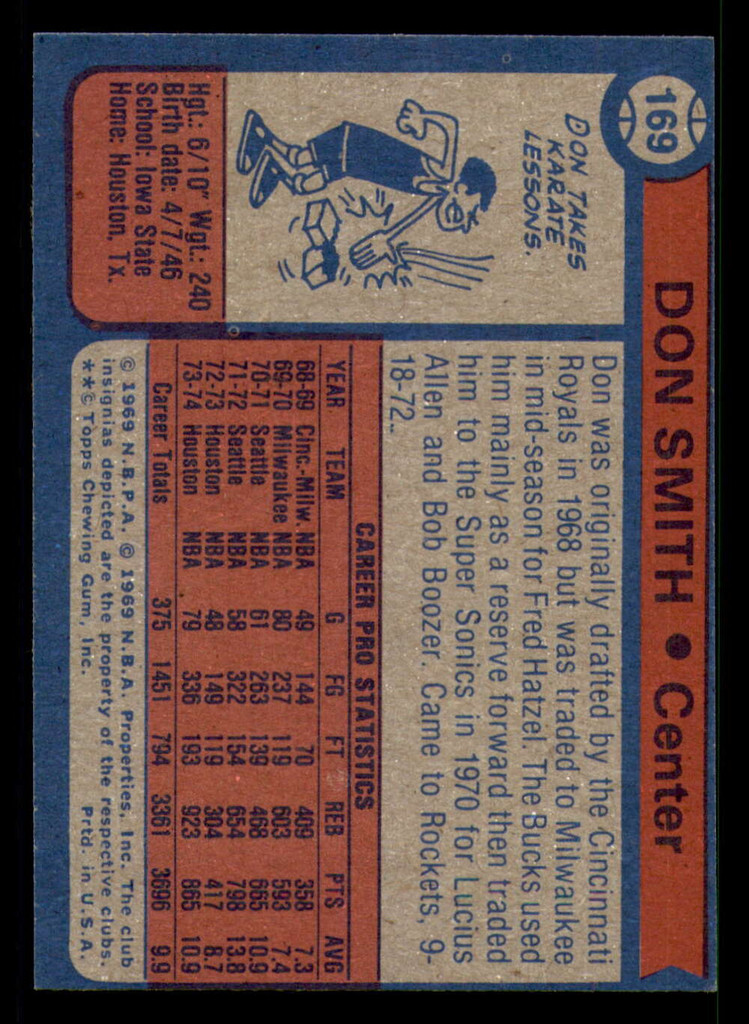 169
DON SMITH • Center
DON TAKES
KARATE
LESSONS.
Hgt.: 6/10" Wgt.: 240
Birth date: 4/7/46
School: Iowa State
Home: Houston, Tx.
Don was originally drafted by the Cincinnati
Royals in 1968 but was traded to Milwaukee
in mid-season for Fred Hatzel. The Bucks used
him mainly as a reserve forward then traded
him to the Super Sonics in 1970 for Lucius
Allen and Bob Boozer. Came to Rockets, 9-
18-72..
CAREER PRO STATISTICS
YEAR TEAM G FG FT REB PTS AVG
68-69 Cinc.-Milw. NBA 49 144 70 409 358 7.3
69-70 Milwaukee NBA 80 237 119 603 593 7.4
70-71 Seattle NBA 61 263 139 468 665 10.9
71-72 Seattle NBA 58 322 154 654 798 13.8
72-73 Houston NBA 48 149 119 304 417 8.7
73-74 Houston NBA 79 336 193 923 865 10.9
Career Totals 375 1451 794 3361 3696 9.9
© 1969 N.B.P.A. © 1969 N.B.A. Properties, Inc. The club
insignias depicted are the property of the respective clubs.
**© Topps Chewing Gum, Inc. Prtd. in U.S.A.